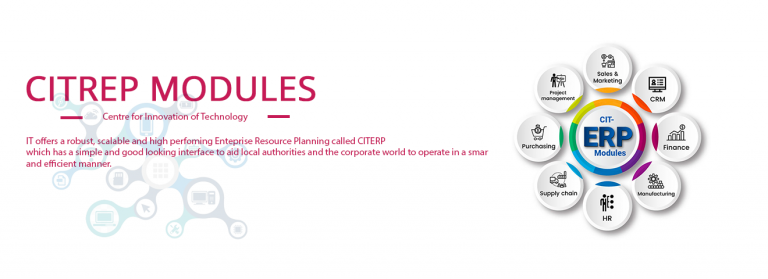 CITREP MODULES
Centre for Innovation of Technology
IT offers a robust, scalable and high perfoming Enteprise Resource Planning called CITERP
which has a simple and good looking interface to aid local authorities and the corporate world to operate in a smar
and efficient manner.
Sales &
Marketing
Project
management
CRM
CIT-
ERP
Modules
Purchasing
Finance
Supply chain
Manufacturing
HR